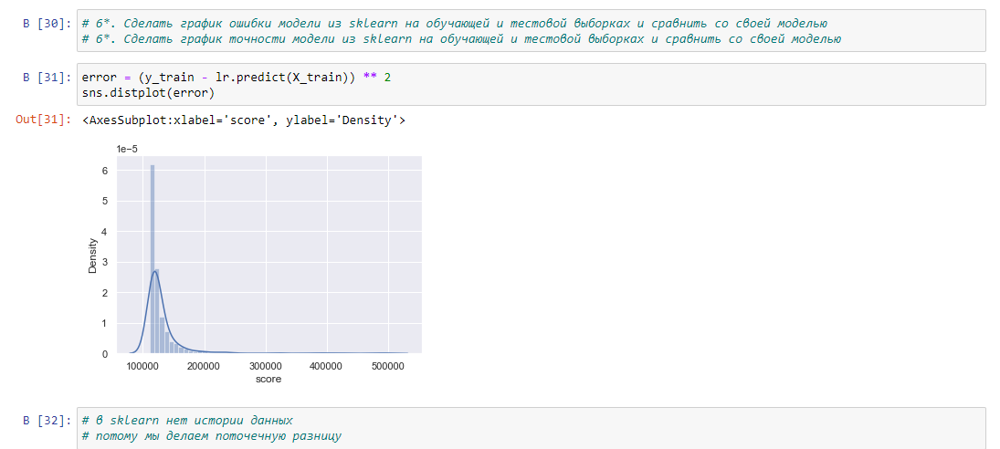 В [30]: # 6*. Сделать график ошибки модели из sklearn на обучающей и тестовой выборках и сравнить со своей моделью
# 6*. Сделать график точности модели из sklearn на обучающей и тестовой выборках и сравнить со своей моделью
В [31]: error = (y_train - lr.predict(X_train)) ** 2
sns.distplot(error)
Out[31]: <AxesSubplot:xlabel='score', ylabel='Density'>
1e−5
6
5
4
3
2
1
0
Density
100000 200000 300000 400000 500000
score
В [32]: # в sklearn нет истории данных
# потому мы делаем поточечную разницу